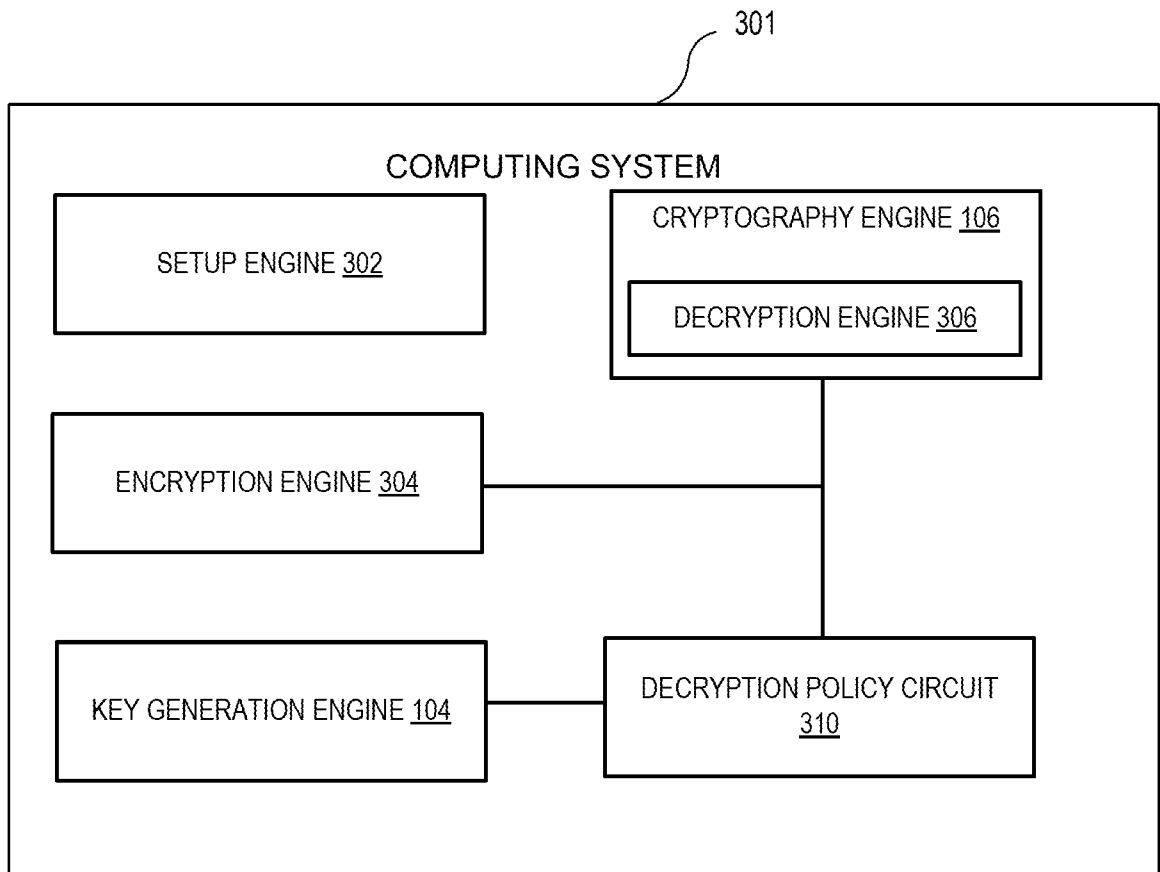 301
COMPUTING SYSTEM
SETUP ENGINE 302
CRYPTOGRAPHY ENGINE 106
DECRYPTION ENGINE 306
ENCRYPTION ENGINE 304
KEY GENERATION ENGINE 104
DECRYPTION POLICY CIRCUIT
310